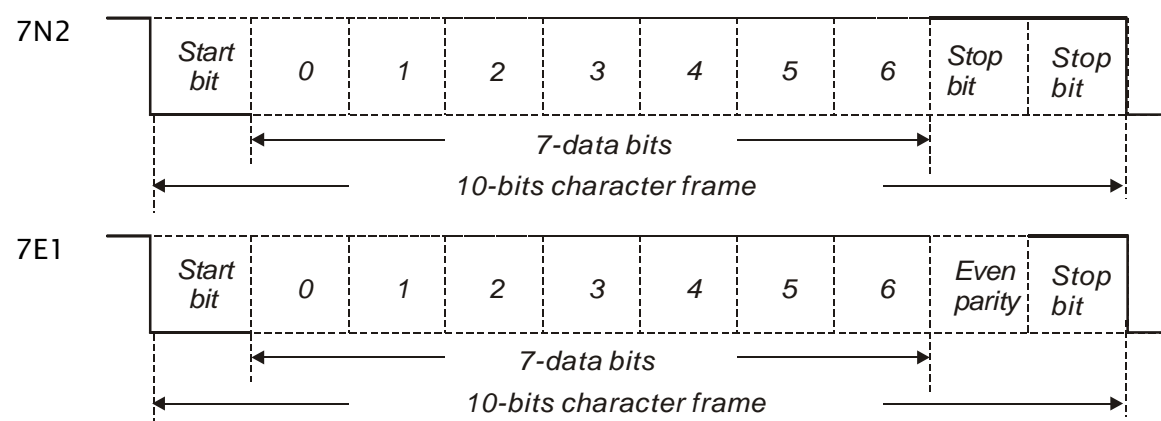 7N2
Start bit 0 1 2 3 4 5 6 Stop bit Stop bit
7-data bits
10-bits character frame
7E1
Start bit 0 1 2 3 4 5 6 Even parity Stop bit
7-data bits
10-bits character frame